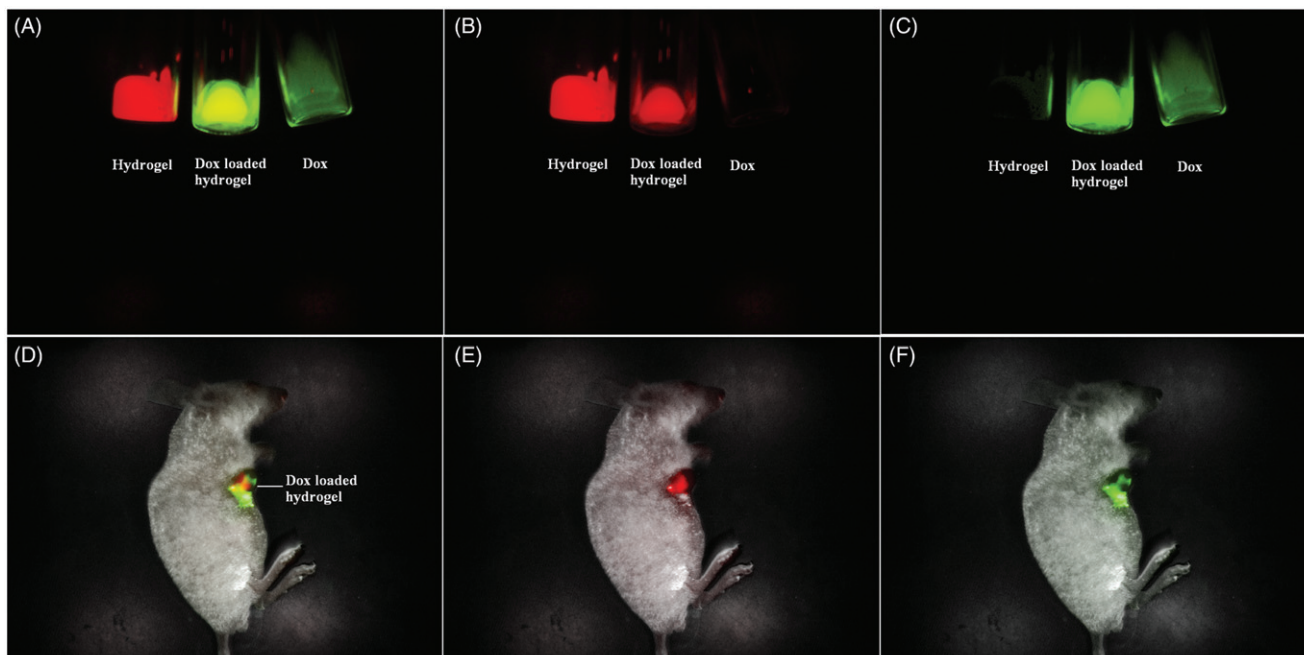 (A)
Hydrogel
Dox loaded
hydrogel
Dox
(B)
Hydrogel
Dox loaded
hydrogel
Dox
(C)
Hydrogel
Dox loaded
hydrogel
Dox
(D)
Dox loaded
hydrogel
(E)
(F)